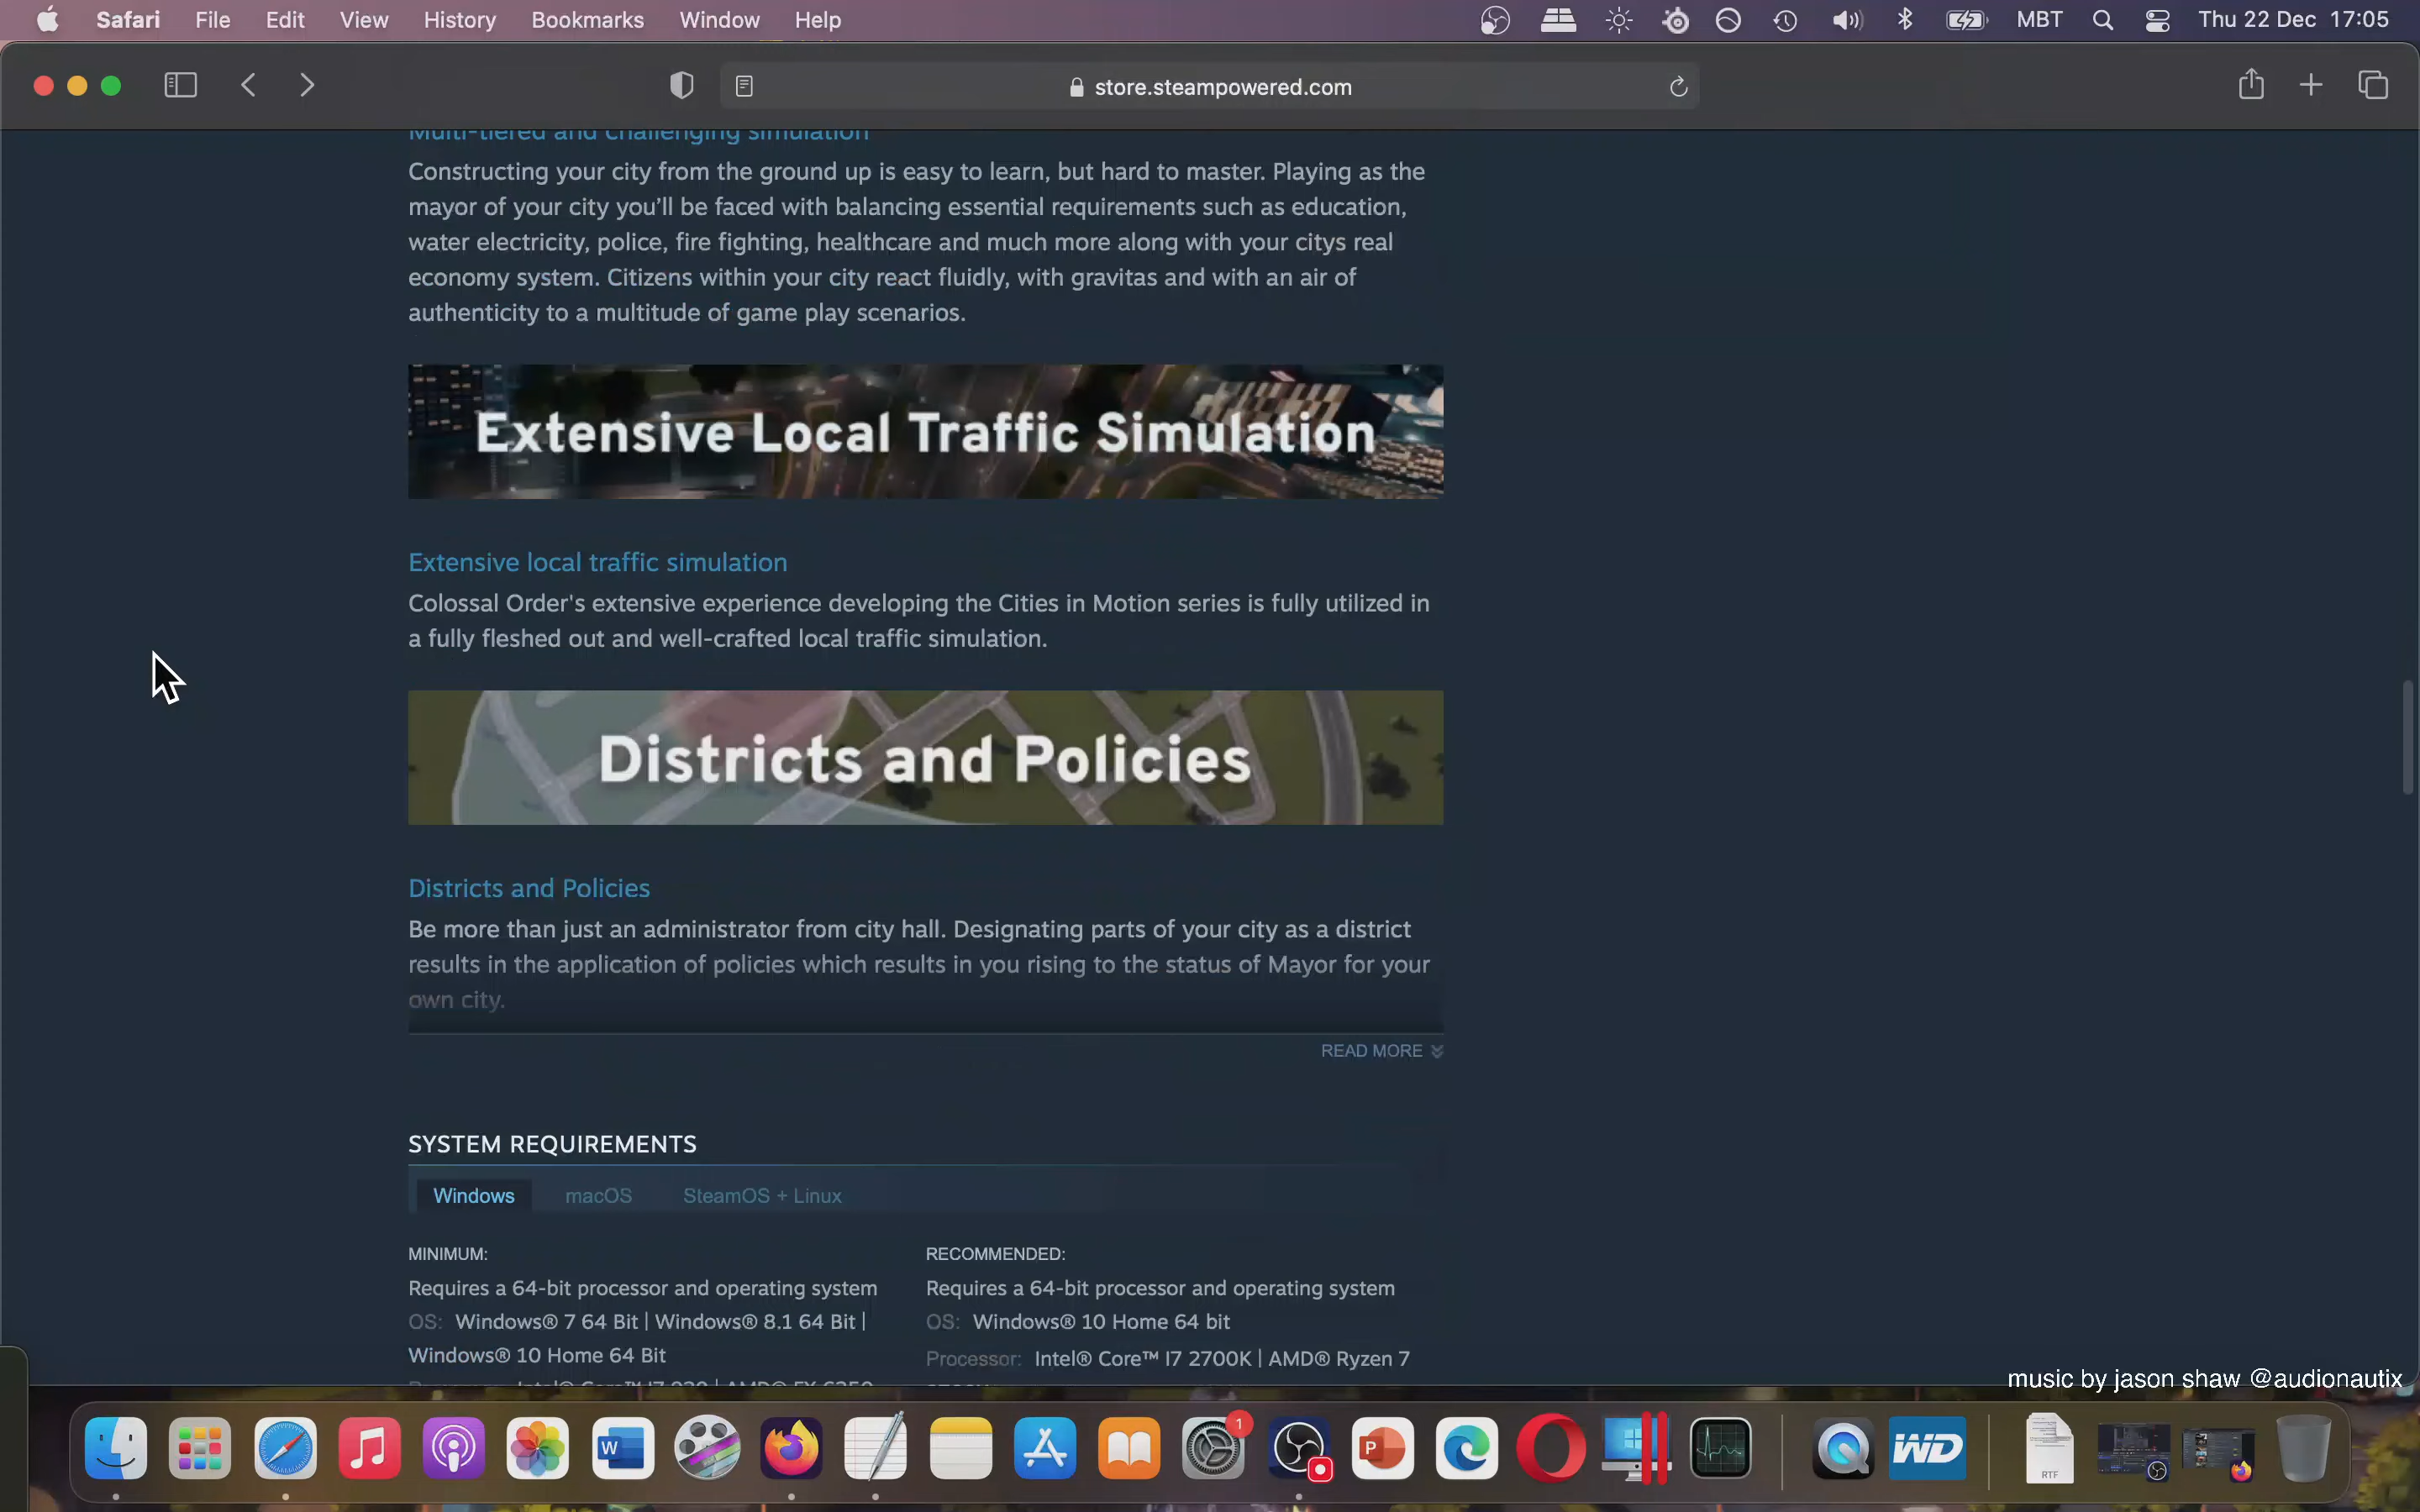 Safari File Edit View History Bookmarks Window Help MBT Thu 22 Dec 17:05
store.steampowered.com
Multi-tiered and challenging simulation
Constructing your city from the ground up is easy to learn, but hard to master. Playing as the
mayor of your city you'll be faced with balancing essential requirements such as education,
water electricity, police, fire fighting, healthcare and much more along with your citys real
economy system. Citizens within your city react fluidly, with gravitas and with an air of
authenticity to a multitude of game play scenarios.
Extensive Local Traffic Simulation
Extensive local traffic simulation
Colossal Order's extensive experience developing the Cities in Motion series is fully utilized in
a fully fleshed out and well-crafted local traffic simulation.
Districts and Policies
Districts and Policies
Be more than just an administrator from city hall. Designating parts of your city as a district
results in the application of policies which results in you rising to the status of Mayor for your
own city.
READ MORE
SYSTEM REQUIREMENTS
Windows macOS SteamOS + Linux
MINIMUM:
Requires a 64-bit processor and operating system
OS: Windows® 7 64 Bit | Windows® 8.1 64 Bit |
Windows® 10 Home 64 Bit
RECOMMENDED:
Requires a 64-bit processor and operating system
OS: Windows® 10 Home 64 bit
Processor: Intel® Core™ I7 2700K | AMD® Ryzen 7
music by jason shaw @audionautix
W
1
P
WD
RTF